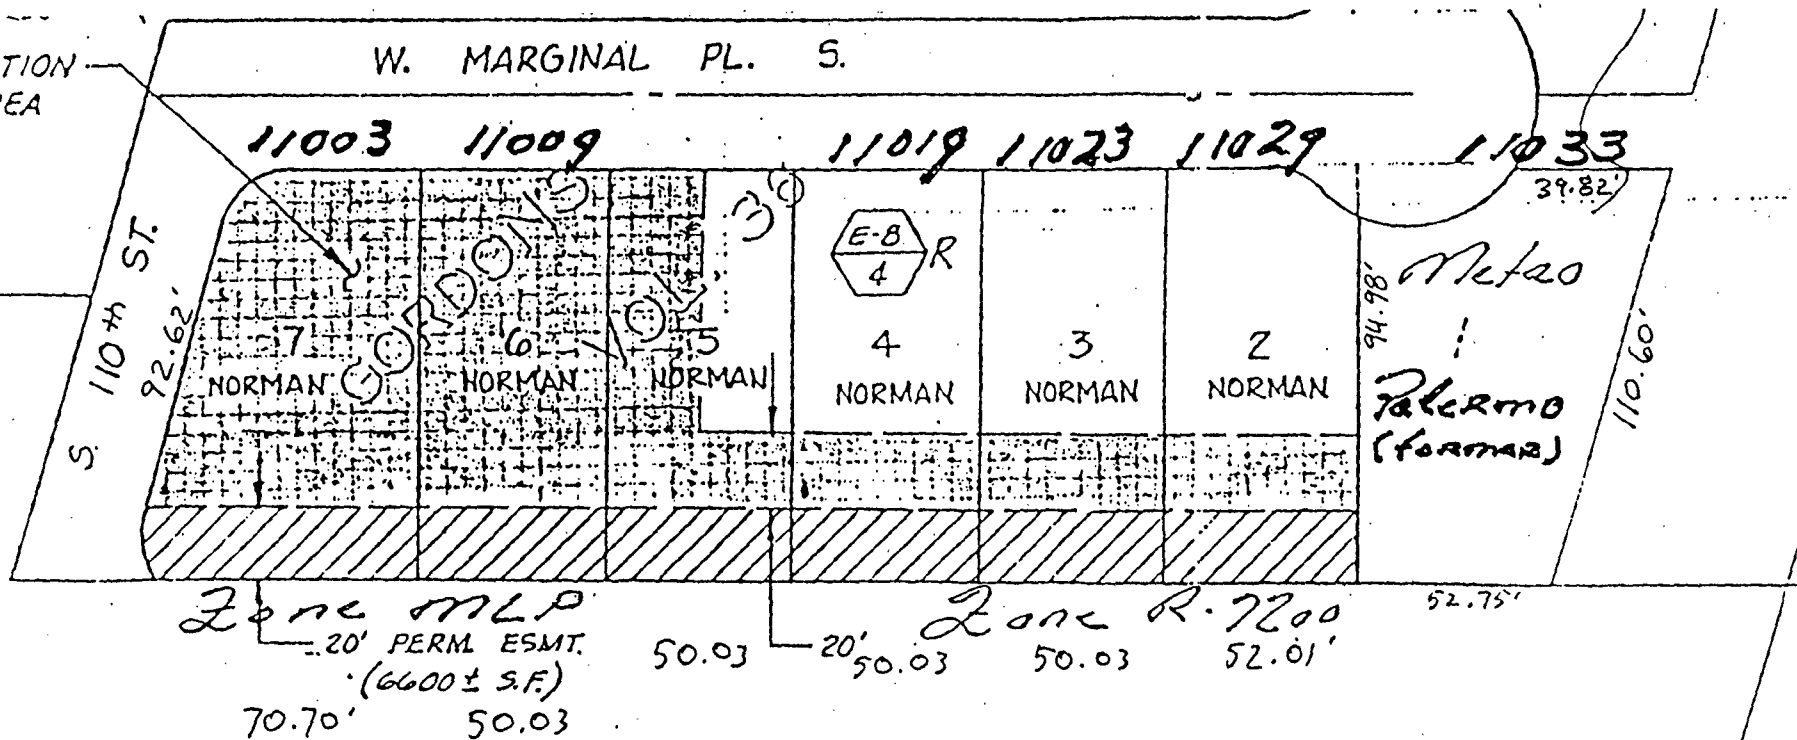 TION
EA
W. MARGINAL PL. S.
11003 11009 11019 11023 11029 11033
39.82'
S. 110th ST.
92.62'
E-8
4
R
30
94.98'
Metro
7 6 5 4 3 2
NORMAN NORMAN NORMAN NORMAN NORMAN NORMAN
Palermo
(FORMAR)
110.60'
Zone MLP
Zone R-7200
52.75'
20' PERM. ESMT.
(6600± S.F.)
50.03 20' 50.03 50.03 52.01'
70.70' 50.03